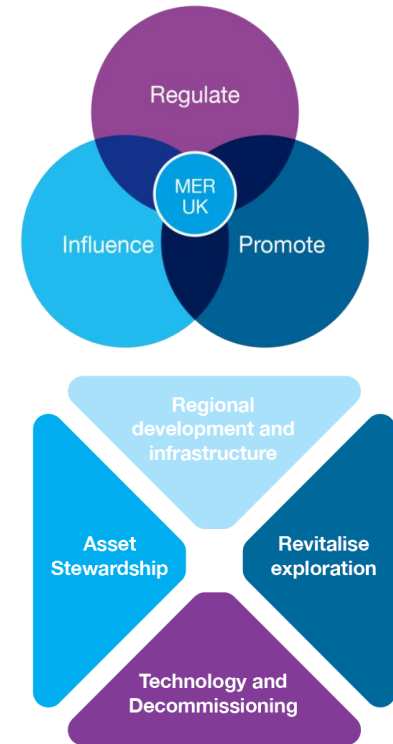 Regulate
MER
UK
Influence
Promote
Regional
development and
infrastructure
Asset
Stewardship
Revitalise
exploration
Technology and
Decommissioning